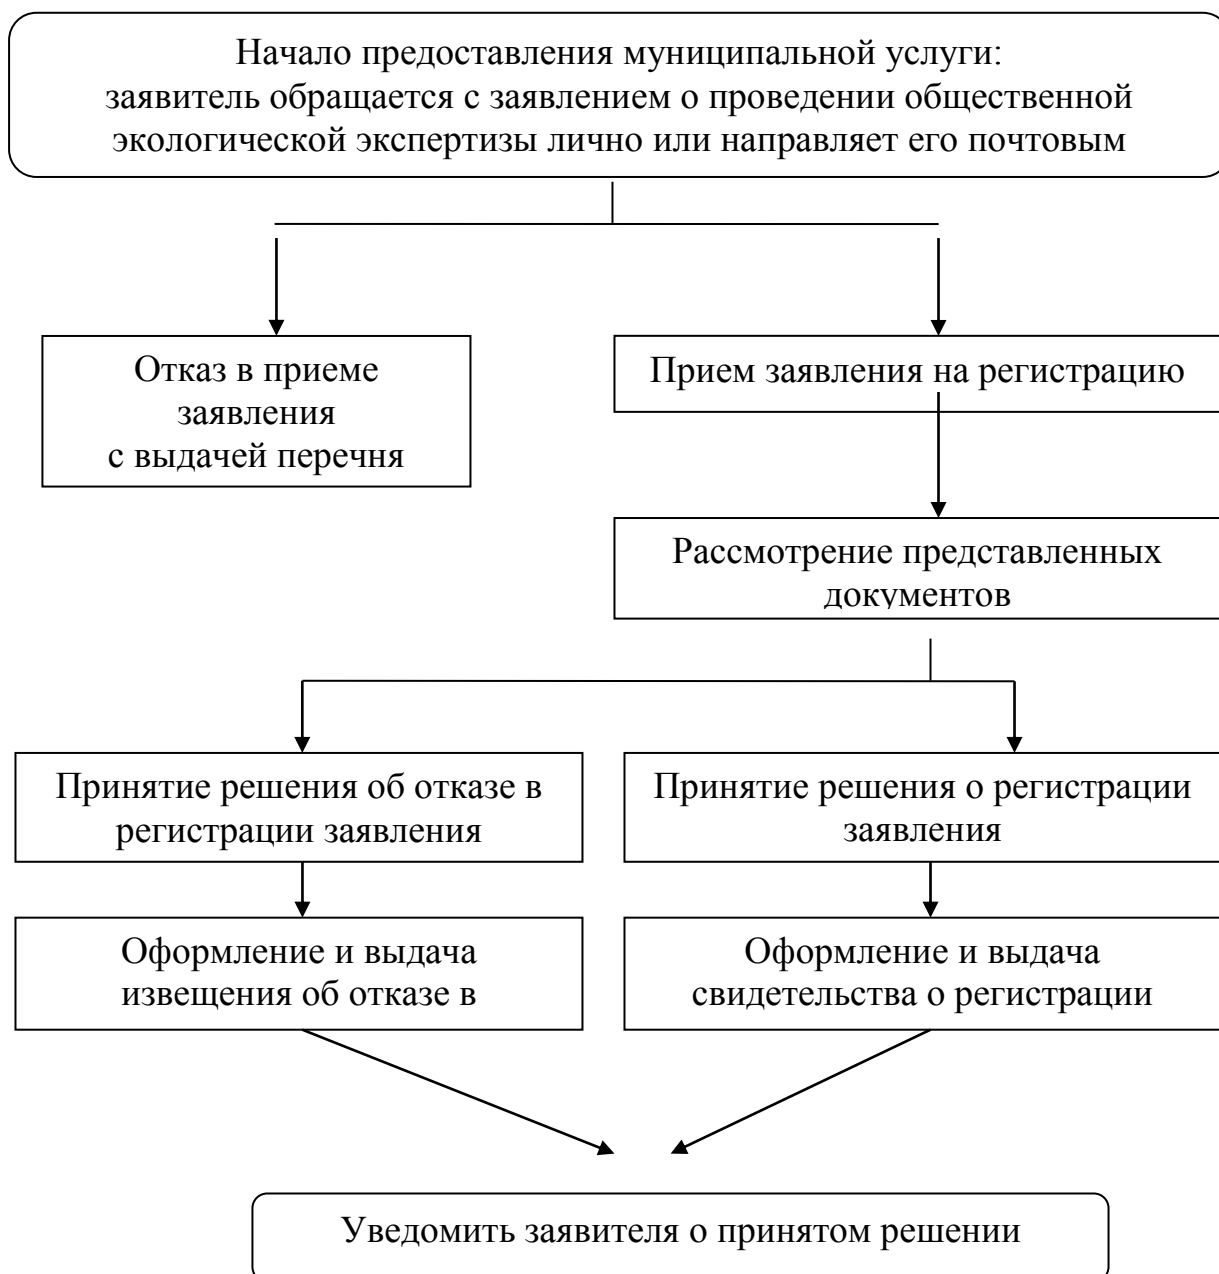 Начало предоставления муниципальной услуги:
заявитель обращается с заявлением о проведении общественной
экологической экспертизы лично или направляет его почтовым
Отказ в приеме
заявления
с выдачей перечня
Прием заявления на регистрацию
Рассмотрение представленных
документов
Принятие решения об отказе в
регистрации заявления
Принятие решения о регистрации
заявления
Оформление и выдача
извещения об отказе в
Оформление и выдача
свидетельства о регистрации
Уведомить заявителя о принятом решении